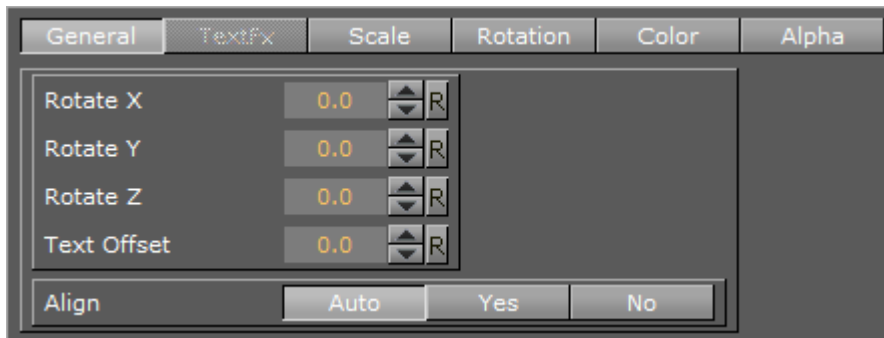 General TextFx Scale Rotation Color Alpha
Rotate X 0.0 R
Rotate Y 0.0 R
Rotate Z 0.0 R
Text Offset 0.0 R
Align Auto Yes No